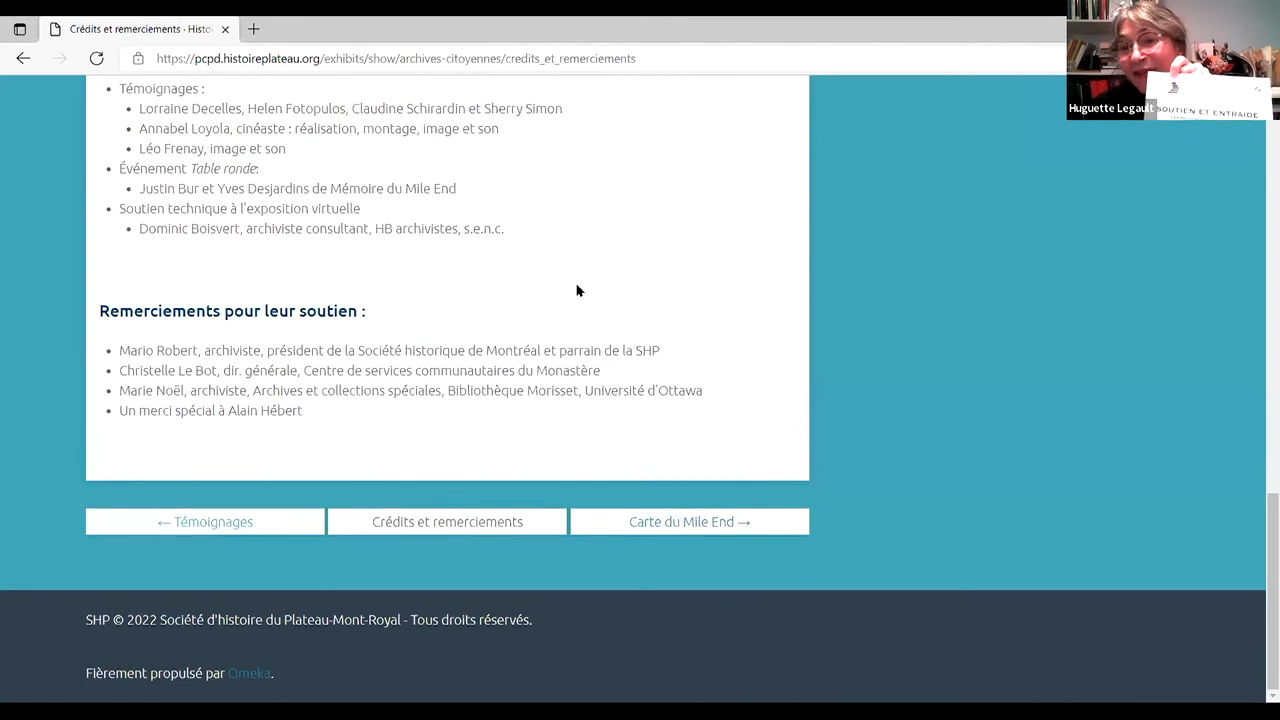 Crédits et remerciements · Histo
https://pcpd.histoireplateau.org/exhibits/show/archives-citoyennes/credits_et_remerciements
Huguette Legault
SOUTIEN ET ENTRAIDE
Témoignages :
Lorraine Decelles, Helen Fotopulos, Claudine Schirardin et Sherry Simon
Annabel Loyola, cinéaste : réalisation, montage, image et son
Léo Frenay, image et son
Événement Table ronde:
Justin Bur et Yves Desjardins de Mémoire du Mile End
Soutien technique à l'exposition virtuelle
Dominic Boisvert, archiviste consultant, HB archivistes, s.e.n.c.
Remerciements pour leur soutien :
Mario Robert, archiviste, président de la Société historique de Montréal et parrain de la SHP
Christelle Le Bot, dir. générale, Centre de services communautaires du Monastère
Marie Noël, archiviste, Archives et collections spéciales, Bibliothèque Morisset, Université d'Ottawa
Un merci spécial à Alain Hébert
← Témoignages
Crédits et remerciements
Carte du Mile End →
SHP © 2022 Société d'histoire du Plateau-Mont-Royal - Tous droits réservés.
Fièrement propulsé par Omeka.